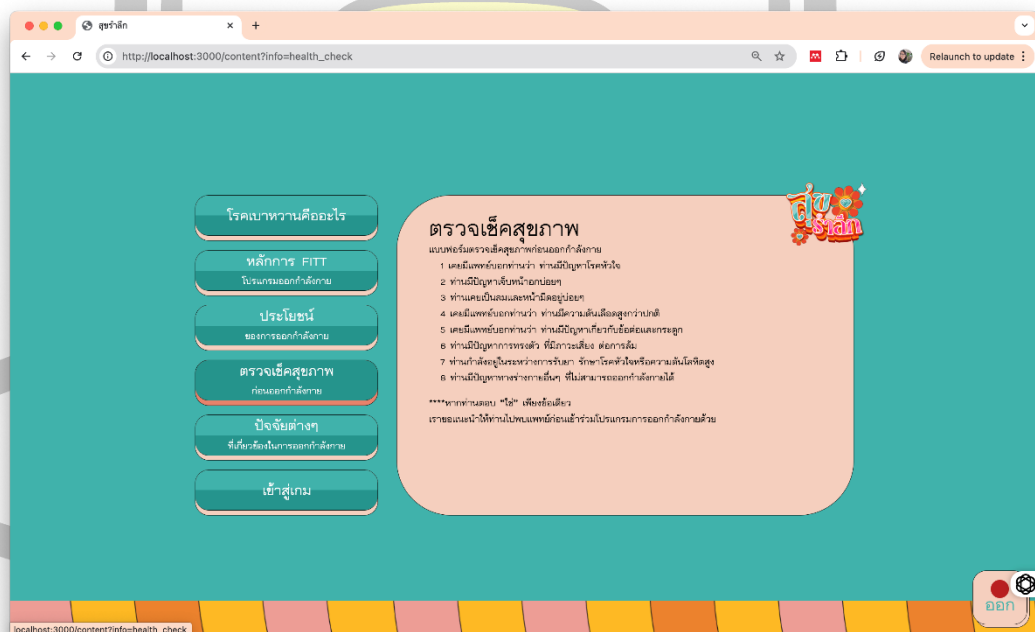 สุขรำลึก
http://localhost:3000/content?info=health_check
Relaunch to update
โรคเบาหวานคืออะไร
หลักการ FITT
โปรแกรมออกกำลังกาย
ประโยชน์
ของการออกกำลังกาย
ตรวจเช็คสุขภาพ
ก่อนออกกำลังกาย
ปัจจัยต่างๆ
ที่เกี่ยวข้องในการออกกำลังกาย
เข้าสู่เกม
สุข
รำลึก
ตรวจเช็คสุขภาพ
แบบฟอร์มตรวจเช็คสุขภาพก่อนออกกำลังกาย
1 เคยมีแพทย์บอกท่านว่า ท่านมีปัญหาโรคหัวใจ
2 ท่านมีปัญหาเจ็บหน้าอกบ่อยๆ
3 ท่านเคยเป็นลมและหน้ามืดอยู่บ่อยๆ
4 เคยมีแพทย์บอกท่านว่า ท่านมีความดันเลือดสูงกว่าปกติ
5 เคยมีแพทย์บอกท่านว่า ท่านมีปัญหาเกี่ยวกับข้อต่อและกระดูก
6 ท่านมีปัญหาการทรงตัว ที่มีภาวะเสี่ยง ต่อการล้ม
7 ท่านกำลังอยู่ในระหว่างการรับยา รักษาโรคหัวใจหรือความดันโลหิตสูง
8 ท่านมีปัญหาทางร่างกายอื่นๆ ที่ไม่สามารถออกกำลังกายได้
****หากท่านตอบ "ใช่" เพียงข้อเดียว
เราขอแนะนำให้ท่านไปพบแพทย์ก่อนเข้าร่วมโปรแกรมการออกกำลังกายด้วย
ออก
localhost:3000/content?info=health_check